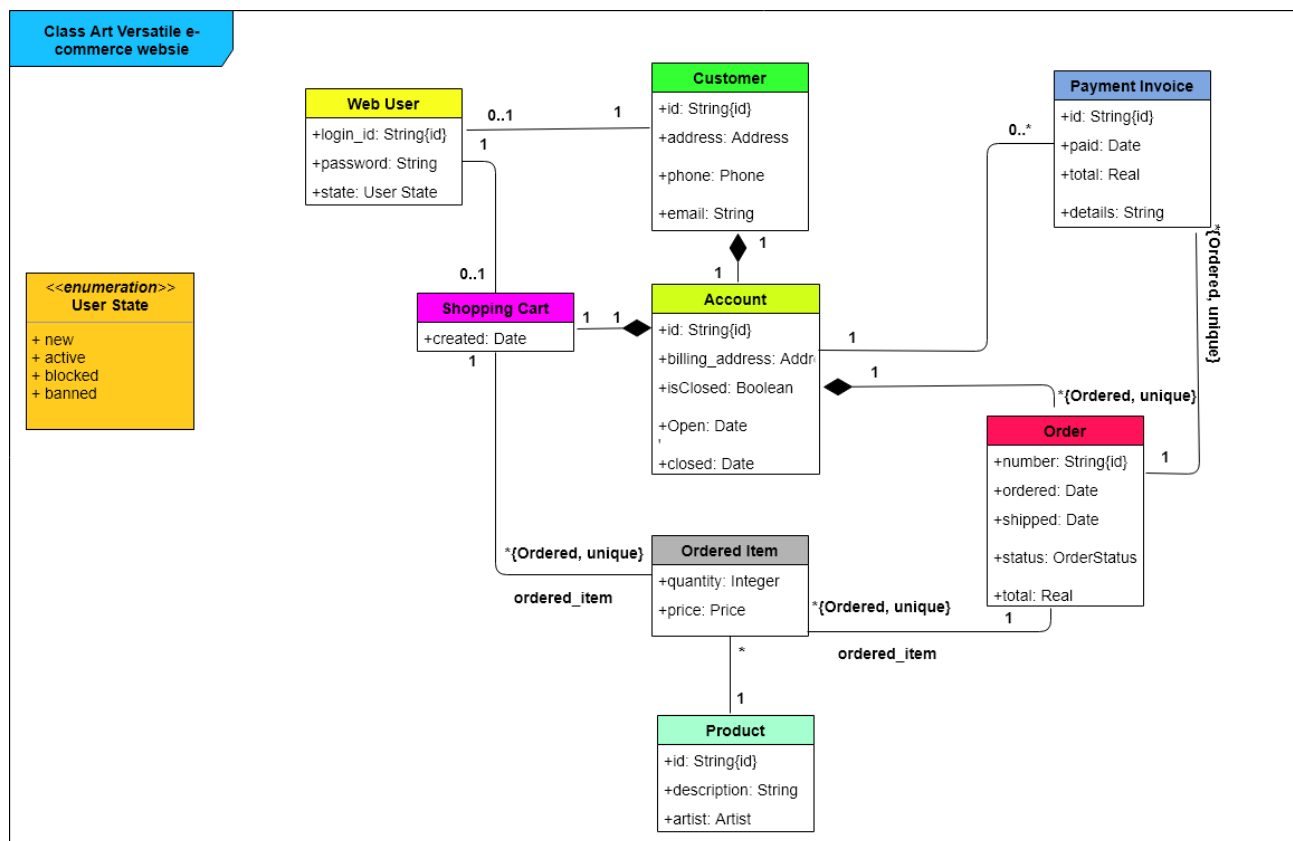 Class Art Versatile e-
commerce websie
Customer
+id: String{id}
+address: Address
+phone: Phone
+email: String
Payment Invoice
+id: String{id}
+paid: Date
+total: Real
+details: String
Web User
+login_id: String{id}
+password: String
+state: User State
0..1
1
1
0..*
*{Ordered, unique}
1
1
0..1
<<enumeration>>
User State
+ new
+ active
+ blocked
+ banned
Shopping Cart
+created: Date
1
1
1
Account
+id: String{id}
+billing_address: Addr
+isClosed: Boolean
+Open: Date
'
+closed: Date
1
1
*{Ordered, unique}
Order
+number: String{id}
+ordered: Date
+shipped: Date
+status: OrderStatus
+total: Real
1
*{Ordered, unique}
ordered_item
Ordered Item
+quantity: Integer
+price: Price
*{Ordered, unique}
1
ordered_item
*
1
Product
+id: String{id}
+description: String
+artist: Artist